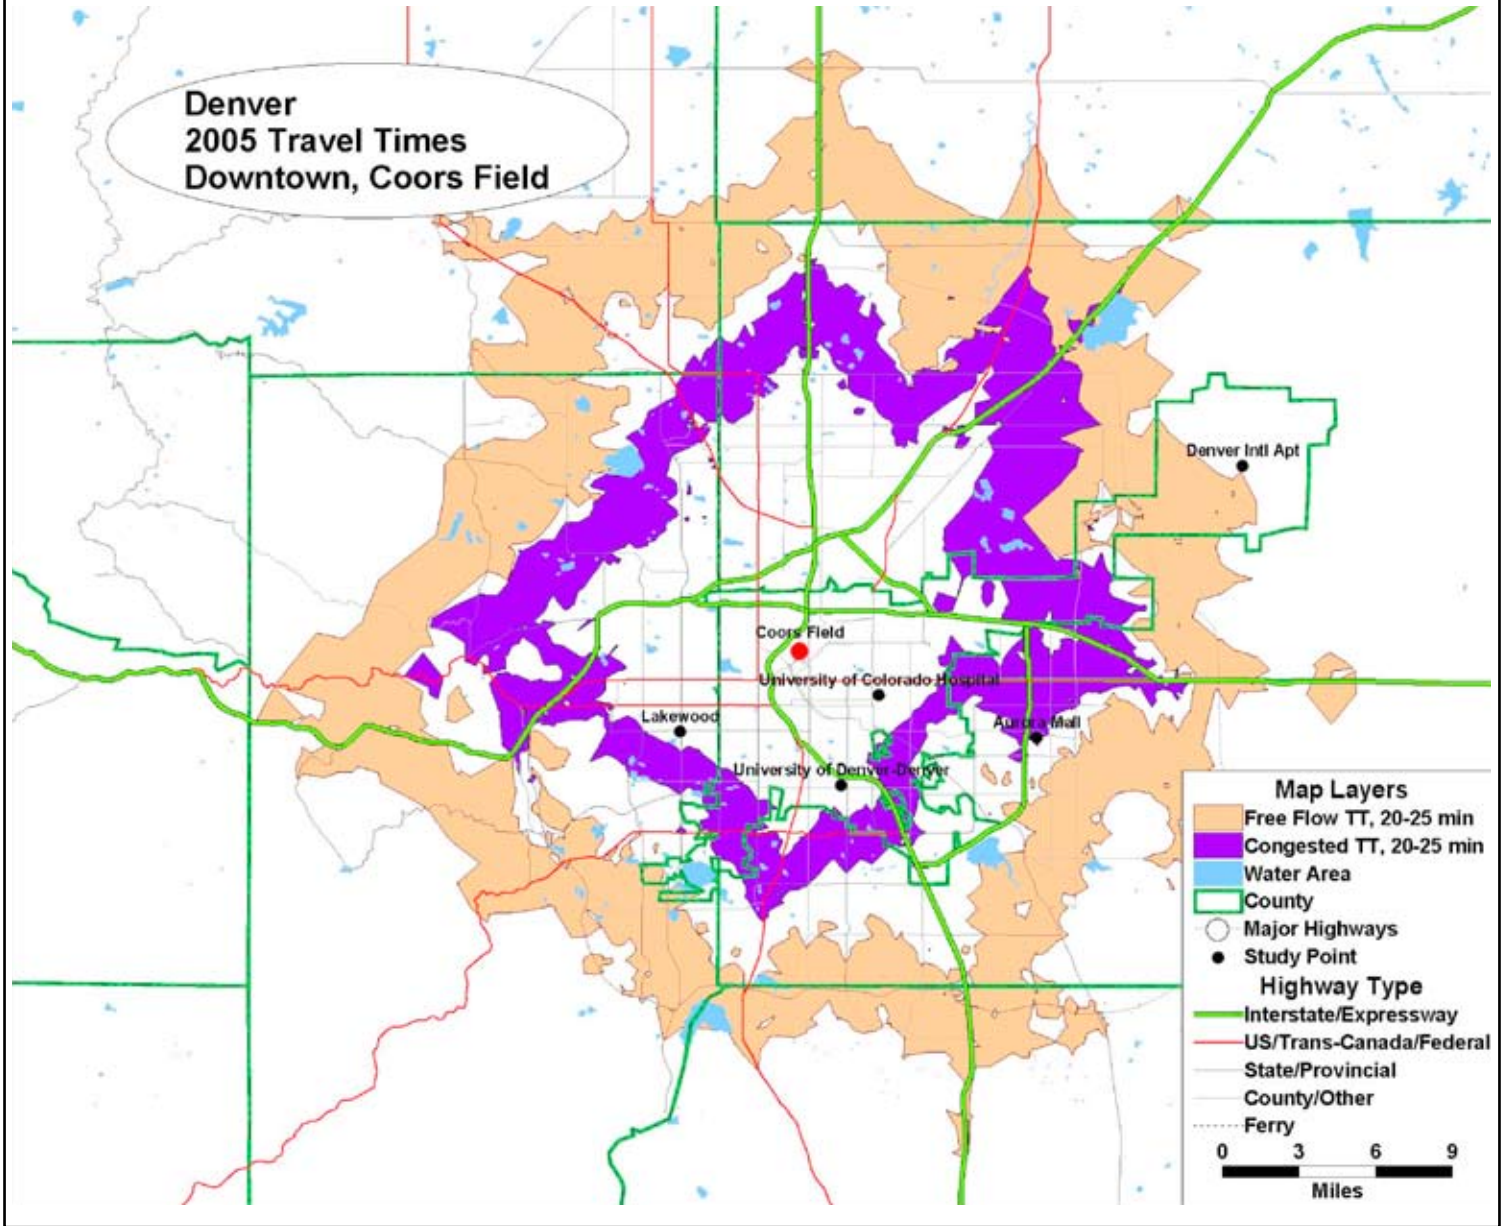 Denver
2005 Travel Times
Downtown, Coors Field
Denver Intl Apt
Coors Field
University of Colorado Hospital
Lakewood
Aurora Mall
University of Denver-Denver
Map Layers
Free Flow TT, 20-25 min
Congested TT, 20-25 min
Water Area
County
Major Highways
Study Point
Highway Type
Interstate/Expressway
US/Trans-Canada/Federal
State/Provincial
County/Other
Ferry
0 3 6 9
Miles